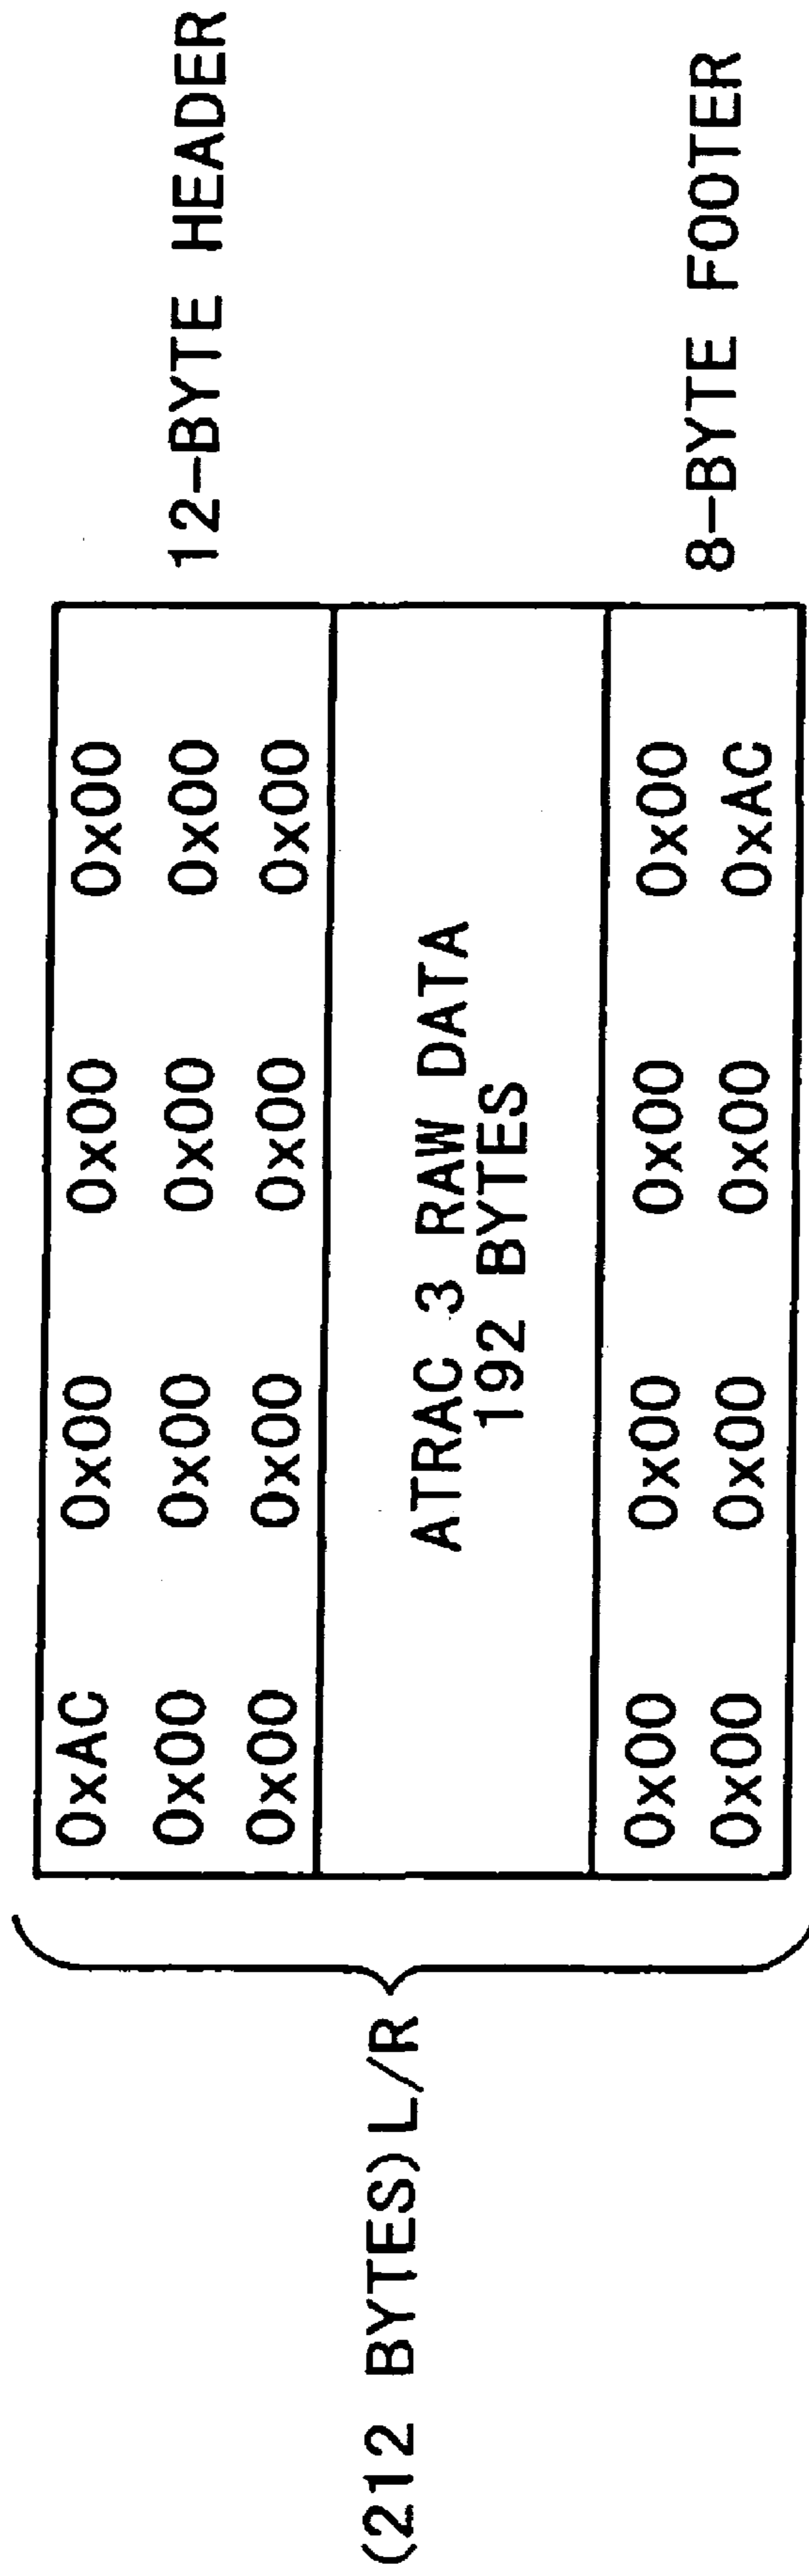 (212 BYTES) L/R
0xAC 0x00 0x00 0x00
0x00 0x00 0x00 0x00
0x00 0x00 0x00 0x00
12-BYTE HEADER
ATRAC 3 RAW DATA
192 BYTES
0x00 0x00 0x00 0x00
0x00 0x00 0x00 0xAC
8-BYTE FOOTER